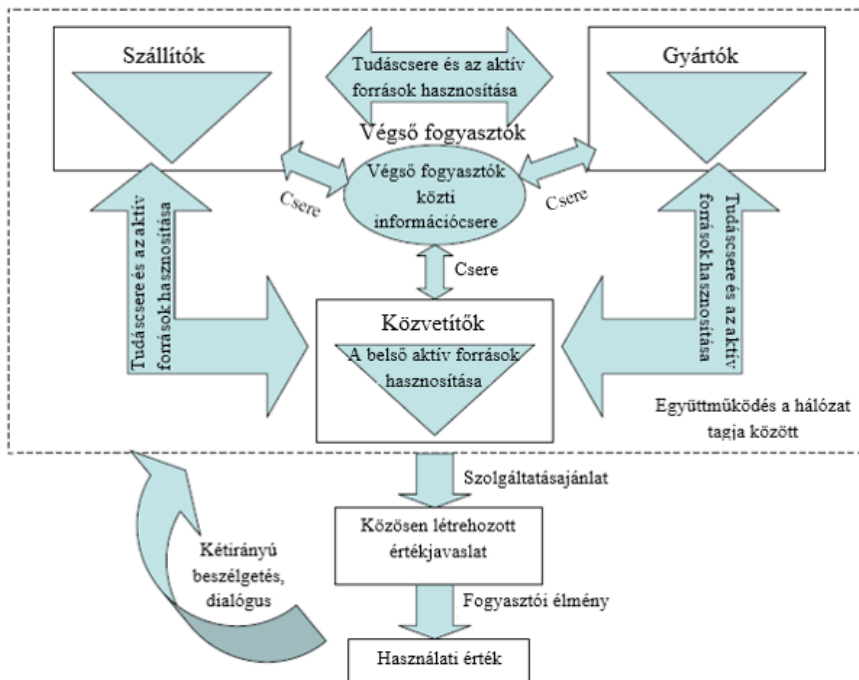 Szállítók
Tudáscsere és az aktív
források hasznosítása
Gyártók
Végső fogyasztók
Végső fogyasztók
közti
információcsere
Csere
Csere
Csere
Tudáscsere és az aktív
források hasznosítása
Tudáscsere és az aktív
források hasznosítása
Közvetítők
A belső aktív források
hasznosítása
Együttműködés a hálózat
tagja között
Szolgáltatásajánlat
Közösen létrehozott
értékjavaslat
Kétirányú
beszélgetés,
dialógus
Fogyasztói élmény
Használati érték